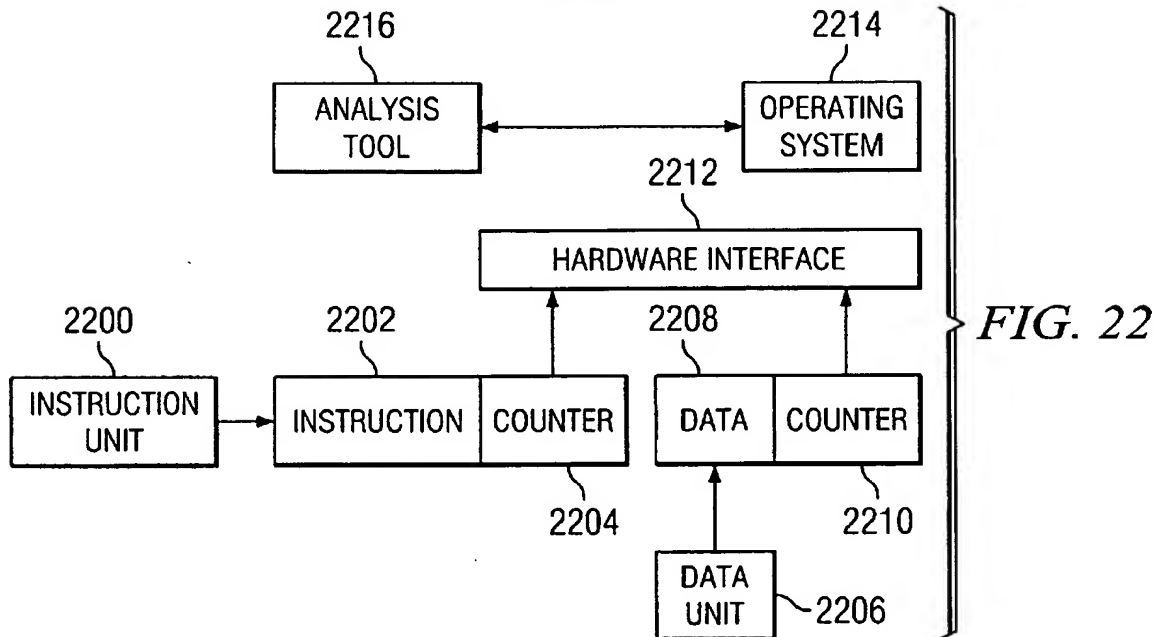 2216
2214
ANALYSIS
TOOL
OPERATING
SYSTEM
2212
HARDWARE INTERFACE
2200
2202
2208
FIG. 22
INSTRUCTION
UNIT
INSTRUCTION
COUNTER
DATA
COUNTER
2204
2210
DATA
UNIT
2206